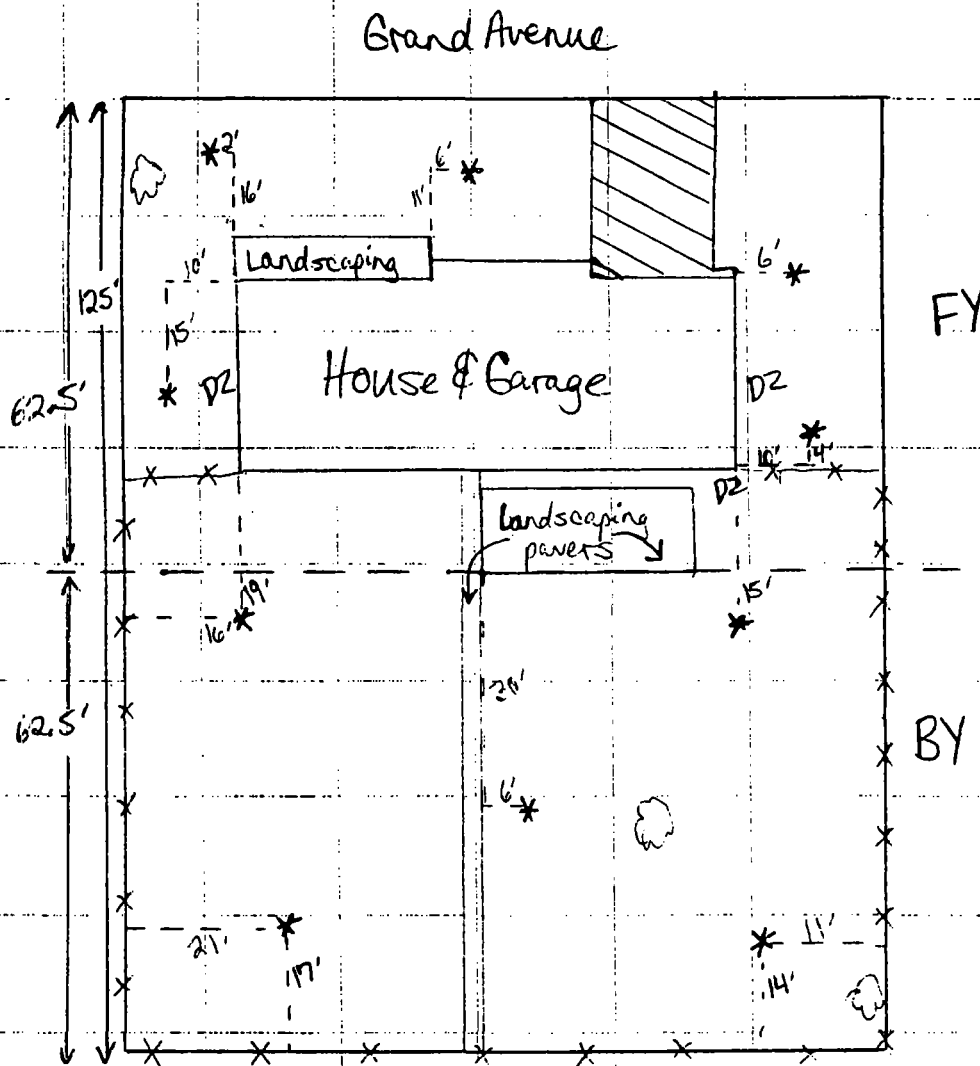 Grand Avenue
2'
6'
16'
11'
Landscaping
10'
6'
125'
FY
15'
House & Garage
62.5'
DZ
DZ
10'
14'
DZ
Landscaping
pavers
19'
15'
16'
62.5'
BY
6'
21'
11'
17'
14'